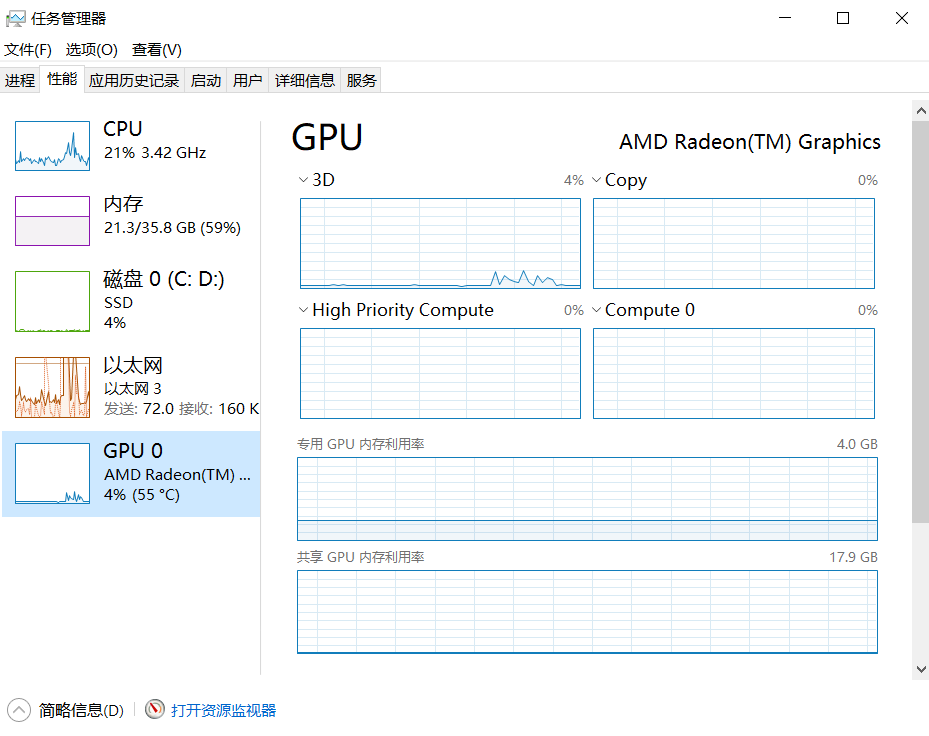 任务管理器
文件(F) 选项(O) 查看(V)
进程 性能 应用历史记录 启动 用户 详细信息 服务
CPU
21% 3.42 GHz
内存
21.3/35.8 GB (59%)
磁盘 0 (C: D:)
SSD
4%
以太网
以太网 3
发送: 72.0 接收: 160 K
GPU 0
AMD Radeon(TM) ...
4% (55 °C)
GPU
AMD Radeon(TM) Graphics
3D 4%
Copy 0%
High Priority Compute 0%
Compute 0 0%
专用 GPU 内存利用率 4.0 GB
共享 GPU 内存利用率 17.9 GB
简略信息(D) 打开资源监视器